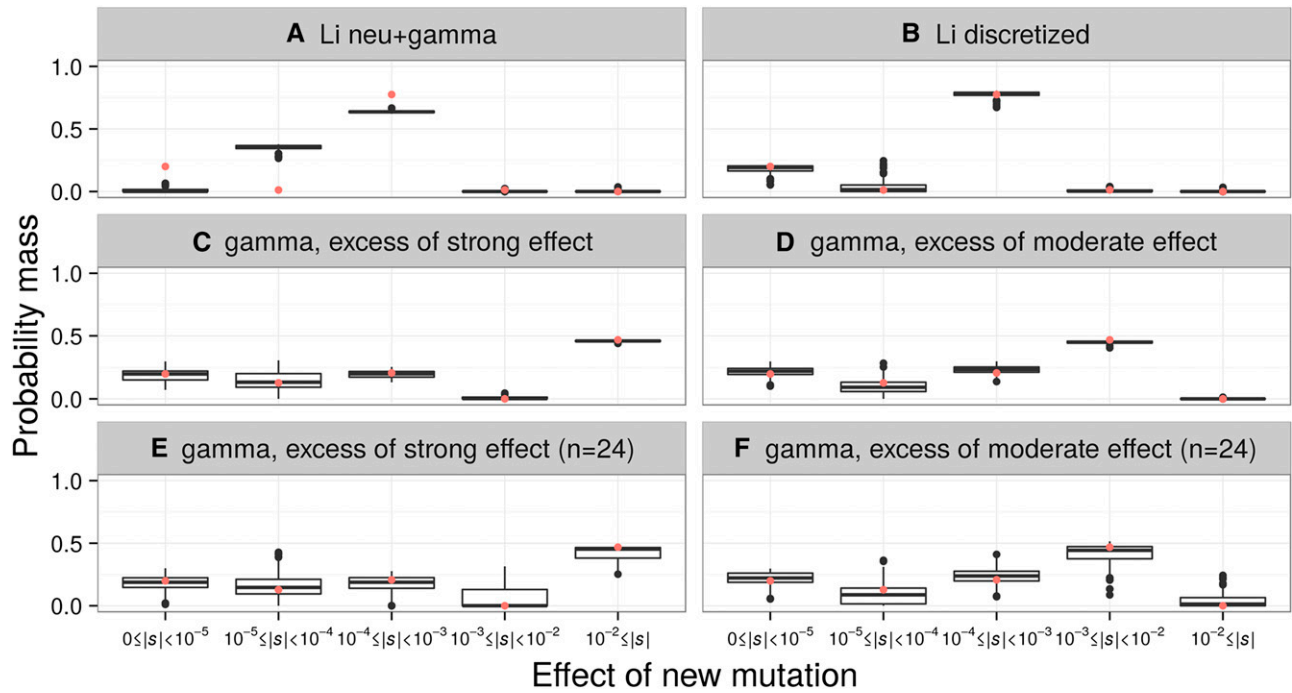 A Li neu+gamma
B Li discretized
1.0
0.5
0.0
C gamma, excess of strong effect
D gamma, excess of moderate effect
1.0
0.5
0.0
E gamma, excess of strong effect (n=24)
F gamma, excess of moderate effect (n=24)
1.0
0.5
0.0
Probability mass
0≤|s|<10⁻⁵ 10⁻⁵≤|s|<10⁻⁴ 10⁻⁴≤|s|<10⁻³ 10⁻³≤|s|<10⁻² 10⁻²≤|s|
0≤|s|<10⁻⁵ 10⁻⁵≤|s|<10⁻⁴ 10⁻⁴≤|s|<10⁻³ 10⁻³≤|s|<10⁻² 10⁻²≤|s|
Effect of new mutation